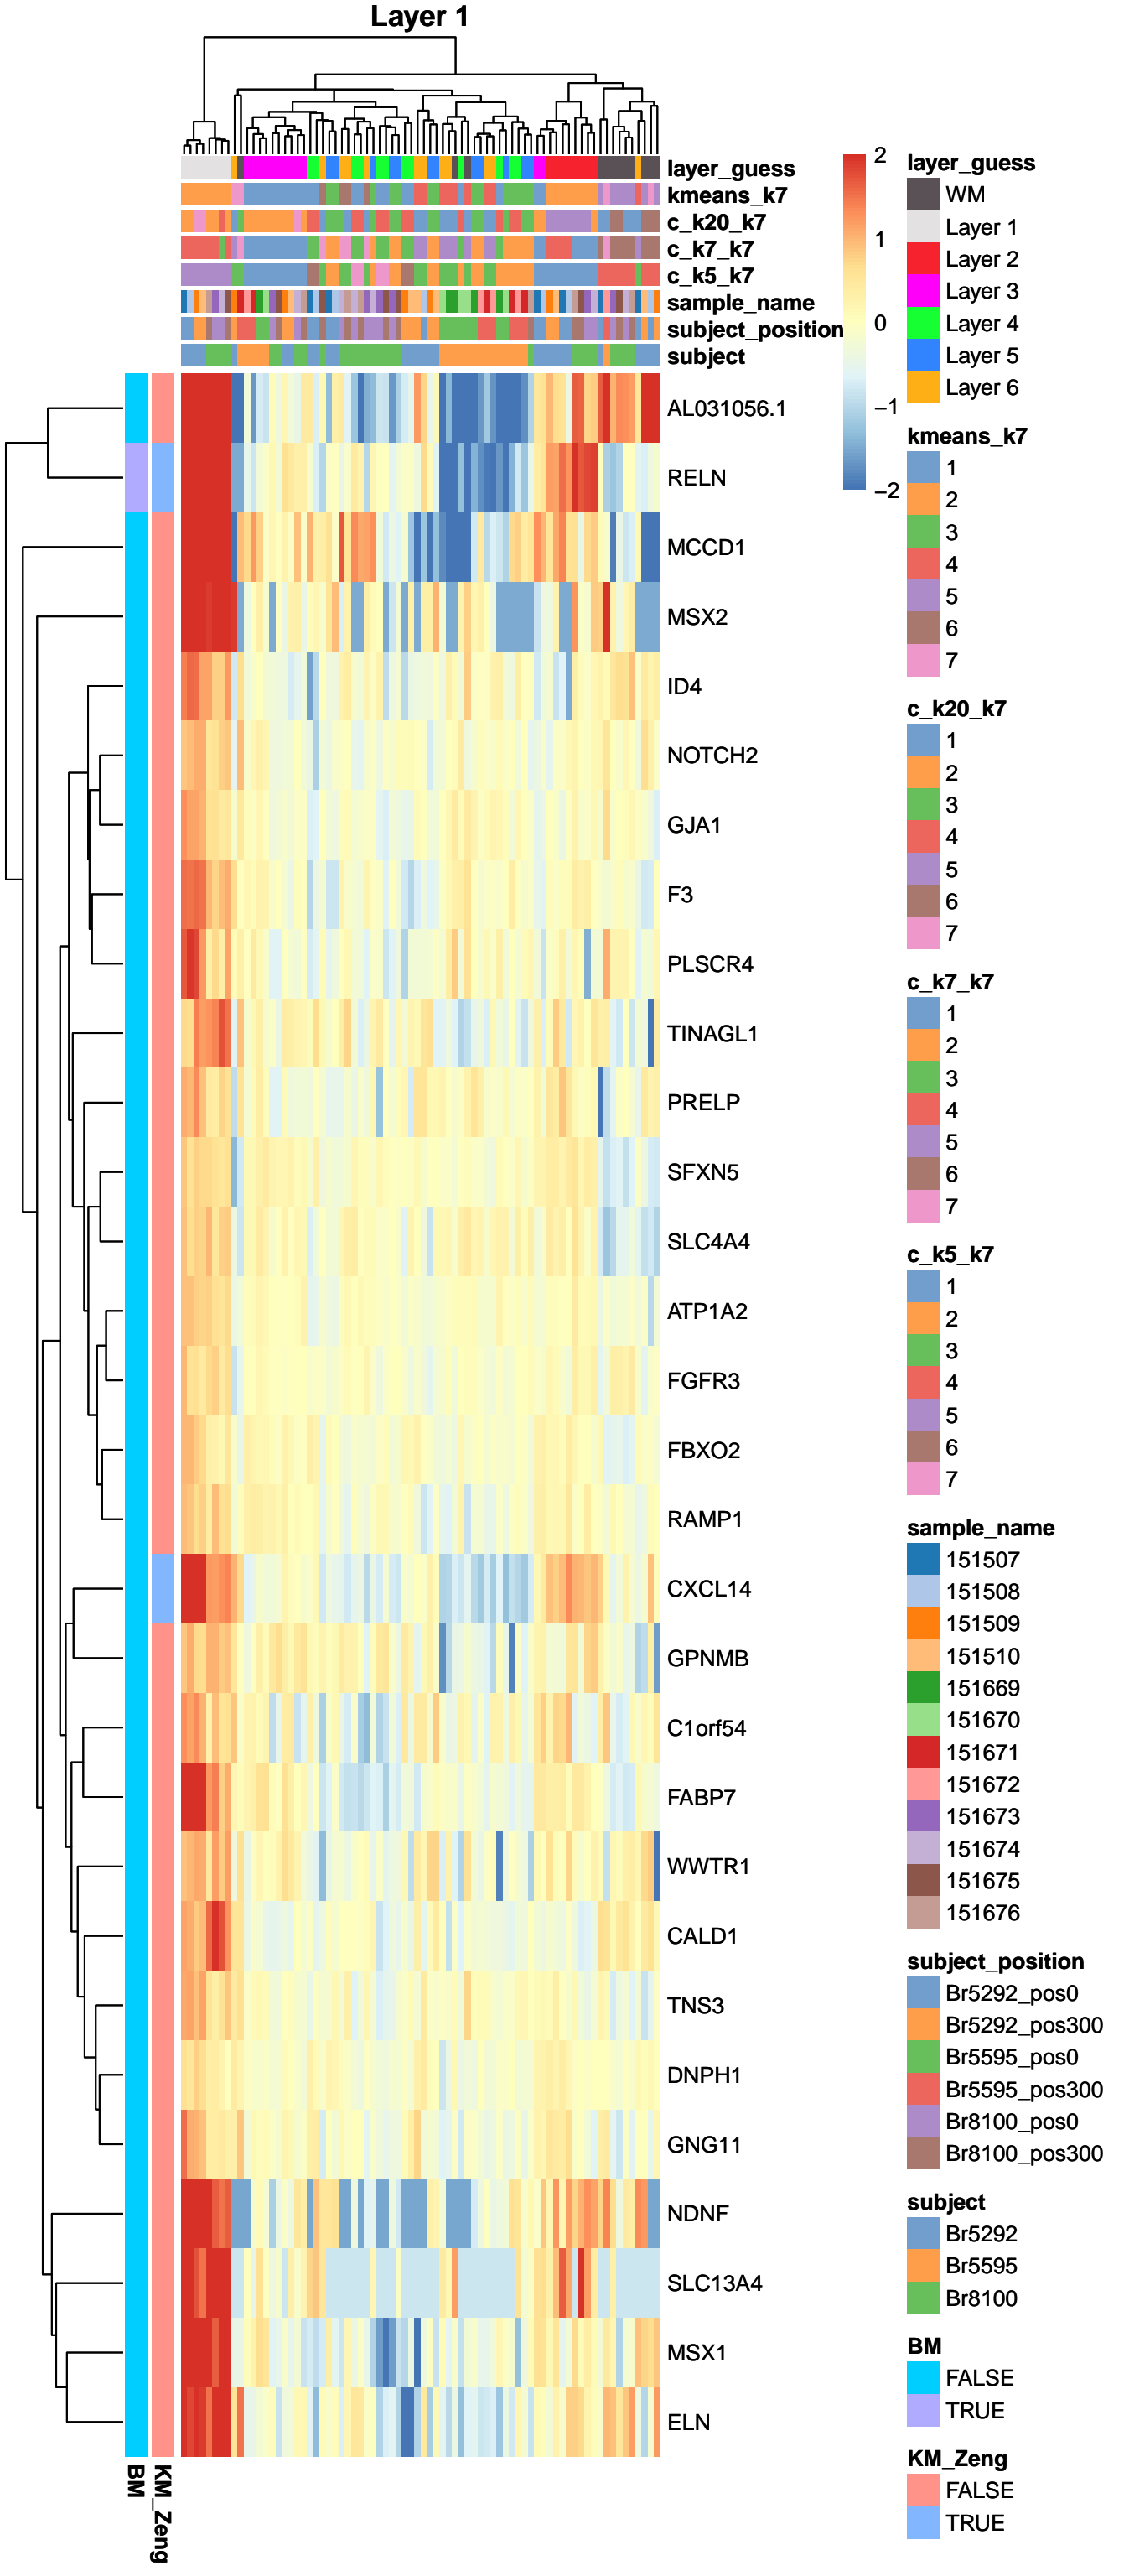 Layer 1
layer_guess
kmeans_k7
c_k20_k7
c_k7_k7
c_k5_k7
sample_name
subject_position
subject
AL031056.1
RELN
MCCD1
MSX2
ID4
NOTCH2
GJA1
F3
PLSCR4
TINAGL1
PRELP
SFXN5
SLC4A4
ATP1A2
FGFR3
FBXO2
RAMP1
CXCL14
GPNMB
C1orf54
FABP7
WWTR1
CALD1
TNS3
DNPH1
GNG11
NDNF
SLC13A4
MSX1
ELN
BM
KM_Zeng
2
1
0
−1
−2
layer_guess
WM
Layer 1
Layer 2
Layer 3
Layer 4
Layer 5
Layer 6
kmeans_k7
1
2
3
4
5
6
7
c_k20_k7
1
2
3
4
5
6
7
c_k7_k7
1
2
3
4
5
6
7
c_k5_k7
1
2
3
4
5
6
7
sample_name
151507
151508
151509
151510
151669
151670
151671
151672
151673
151674
151675
151676
subject_position
Br5292_pos0
Br5292_pos300
Br5595_pos0
Br5595_pos300
Br8100_pos0
Br8100_pos300
subject
Br5292
Br5595
Br8100
BM
FALSE
TRUE
KM_Zeng
FALSE
TRUE